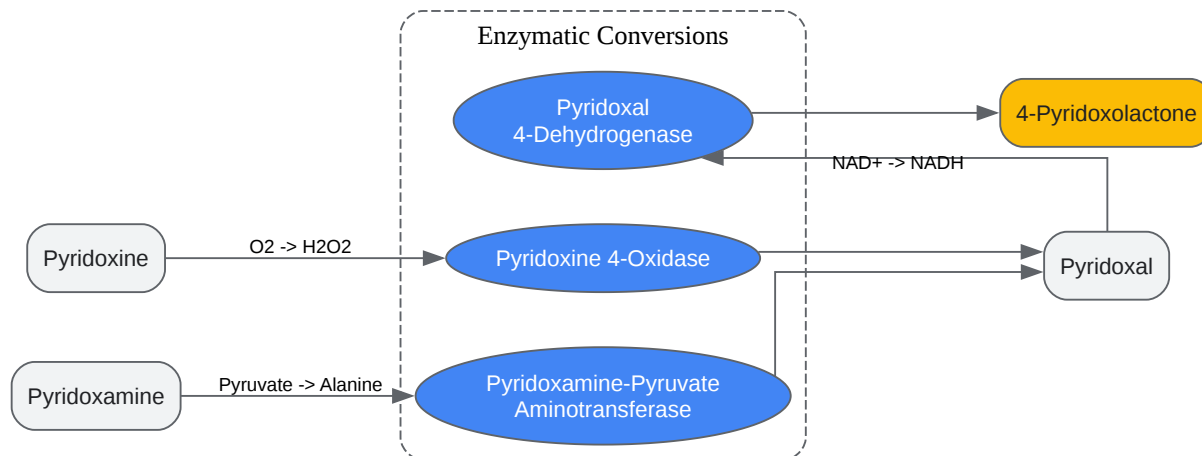 Enzymatic Conversions
Pyridoxal
4-Dehydrogenase
4-Pyridoxolactone
NAD+ -> NADH
Pyridoxine
O2 -> H2O2
Pyridoxine 4-Oxidase
Pyridoxal
Pyridoxamine
Pyruvate -> Alanine
Pyridoxamine-Pyruvate
Aminotransferase